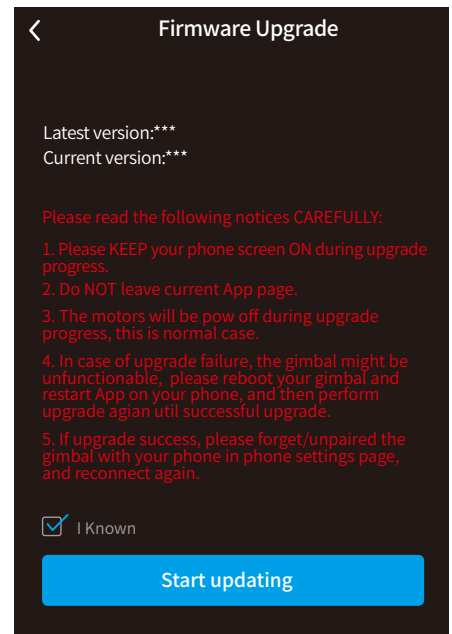 Firmware Upgrade
Latest version:***
Current version:***
Please read the following notices CAREFULLY:
1. Please KEEP your phone screen ON during upgrade
progress.
2. Do NOT leave current App page.
3. The motors will be pow off during upgrade
progress, this is normal case.
4. In case of upgrade failure, the gimbal might be
unfunctionable, please reboot your gimbal and
restart App on your phone, and then perform
upgrade agian util successful upgrade.
5. If upgrade success, please forget/unpaired the
gimbal with your phone in phone settings page,
and reconnect again.
I Known
Start updating